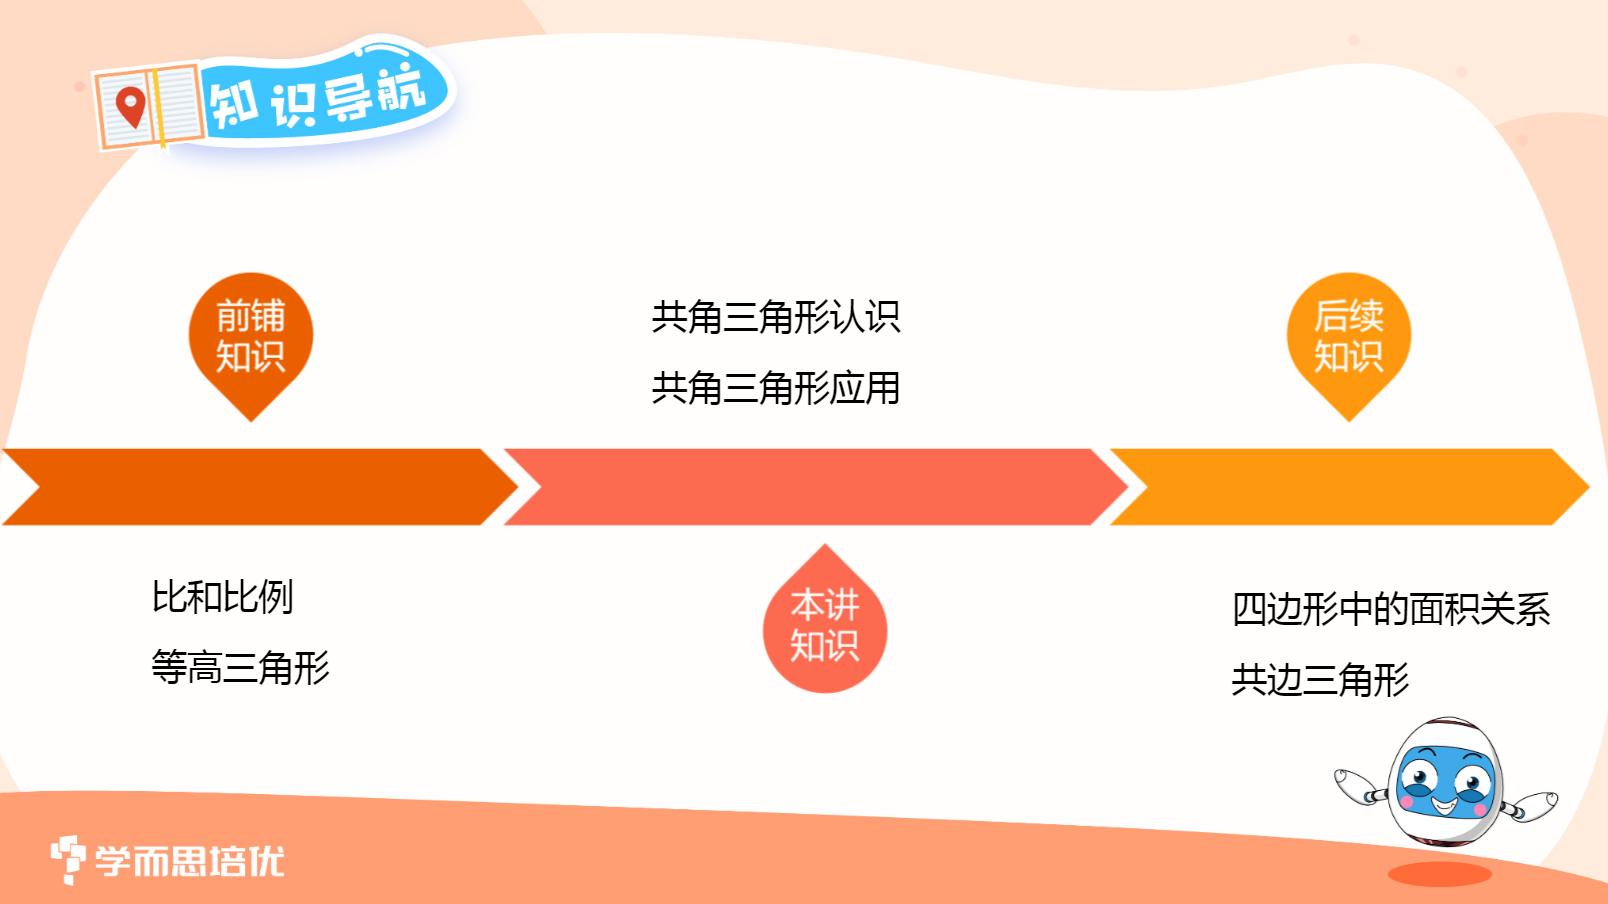 知识导航
前铺
知识
共角三角形认识
共角三角形应用
后续
知识
比和比例
等高三角形
本讲
知识
四边形中的面积关系
共边三角形
学而思培优